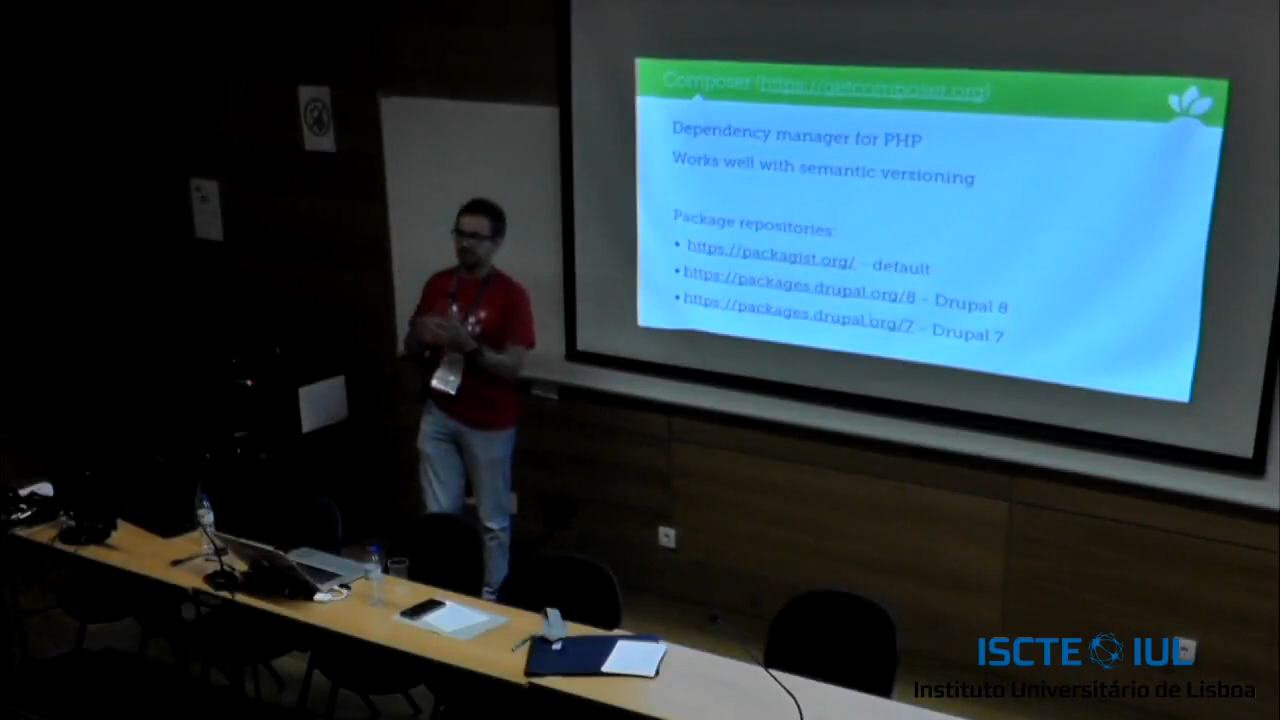 Composer (https://getcomposer.org)
Dependency manager for PHP
Works well with semantic versioning
Package repositories:
• https://packagist.org/ - default
• https://packages.drupal.org/8 - Drupal 8
• https://packages.drupal.org/7 - Drupal 7
ISCTE IUL
Instituto Universitário de Lisboa